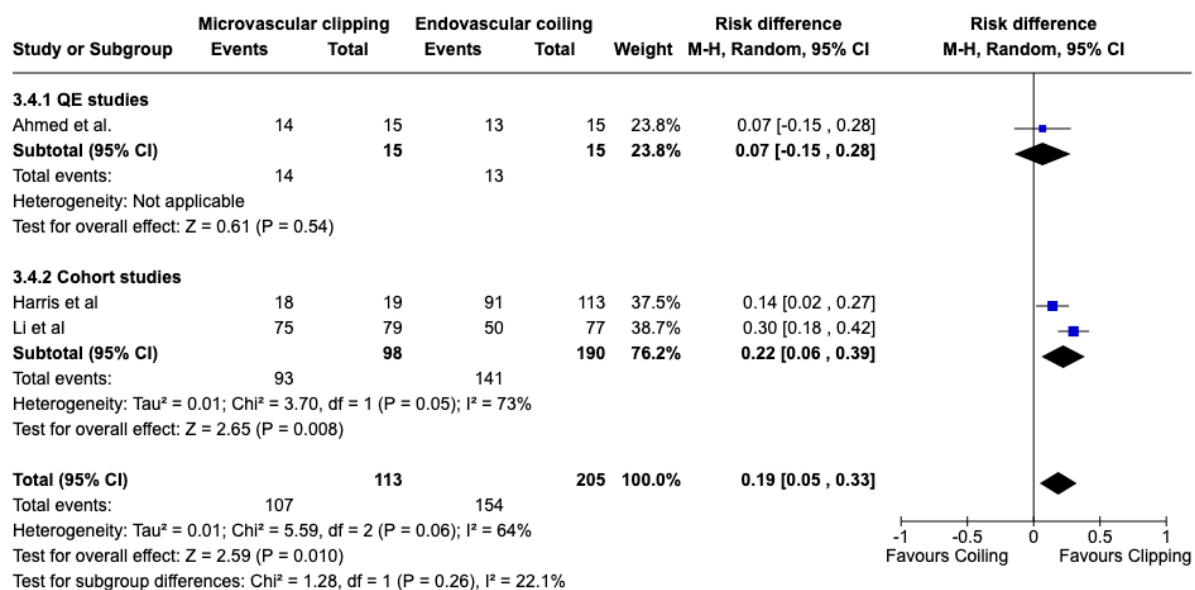 Microvascular clipping Endovascular coiling Risk difference Risk difference
Study or Subgroup Events Total Events Total Weight M-H, Random, 95% CI M-H, Random, 95% CI
3.4.1 QE studies
Ahmed et al. 14 15 13 15 23.8% 0.07 [-0.15 , 0.28]
Subtotal (95% CI) 15 15 23.8% 0.07 [-0.15 , 0.28]
Total events: 14 13
Heterogeneity: Not applicable
Test for overall effect: Z = 0.61 (P = 0.54)
3.4.2 Cohort studies
Harris et al 18 19 91 113 37.5% 0.14 [0.02 , 0.27]
Li et al 75 79 50 77 38.7% 0.30 [0.18 , 0.42]
Subtotal (95% CI) 98 190 76.2% 0.22 [0.06 , 0.39]
Total events: 93 141
Heterogeneity: Tau² = 0.01; Chi² = 3.70, df = 1 (P = 0.05); I² = 73%
Test for overall effect: Z = 2.65 (P = 0.008)
Total (95% CI) 113 205 100.0% 0.19 [0.05 , 0.33]
Total events: 107 154
Heterogeneity: Tau² = 0.01; Chi² = 5.59, df = 2 (P = 0.06); I² = 64%
Test for overall effect: Z = 2.59 (P = 0.010)
Test for subgroup differences: Chi² = 1.28, df = 1 (P = 0.26), I² = 22.1%
-1 -0.5 0 0.5 1
Favours Coiling Favours Clipping